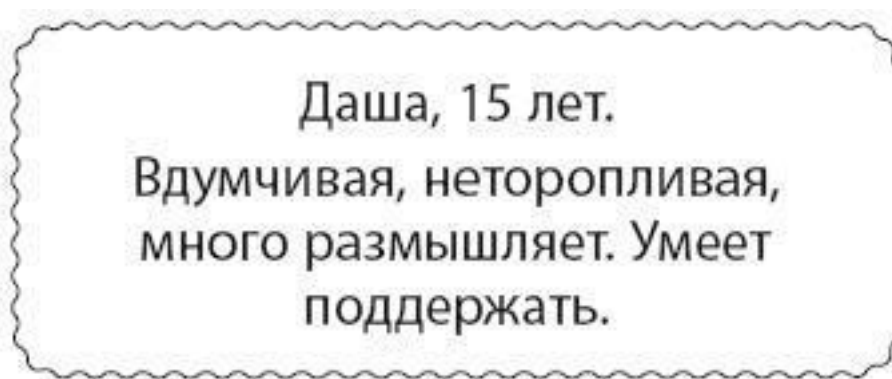 Даша, 15 лет.
Вдумчивая, неторопливая,
много размышляет. Умеет
поддержать.